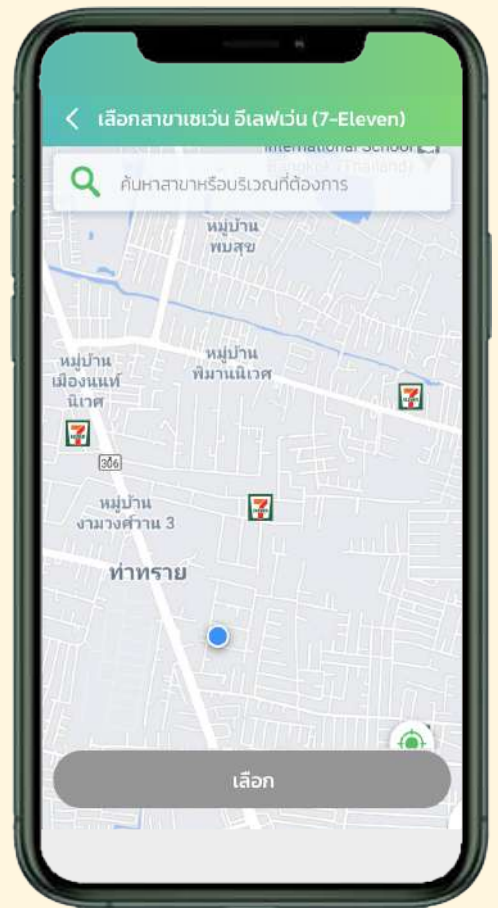 เลือกสาขาเซเว่น อีเลฟเว่น (7-Eleven)
International School
Bangkok (Thailand)
ค้นหาสาขาหรือบริเวณที่ต้องการ
หมู่บ้าน
พบสุข
หมู่บ้าน
เมืองนนท์
นิเวศ
หมู่บ้าน
พิมานนิเวศ
306
หมู่บ้าน
งามวงศ์วาน 3
ท่าทราย
เลือก